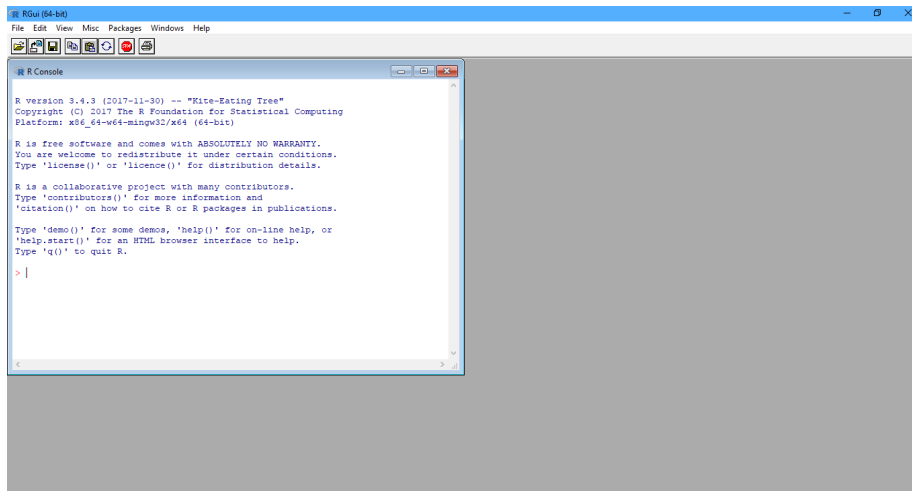 RGui (64-bit)
File Edit View Misc Packages Windows Help
STOP
R Console
R version 3.4.3 (2017-11-30) -- "Kite-Eating Tree"
Copyright (C) 2017 The R Foundation for Statistical Computing
Platform: x86_64-w64-mingw32/x64 (64-bit)
R is free software and comes with ABSOLUTELY NO WARRANTY.
You are welcome to redistribute it under certain conditions.
Type 'license()' or 'licence()' for distribution details.
R is a collaborative project with many contributors.
Type 'contributors()' for more information and
'citation()' on how to cite R or R packages in publications.
Type 'demo()' for some demos, 'help()' for on-line help, or
'help.start()' for an HTML browser interface to help.
Type 'q()' to quit R.
>